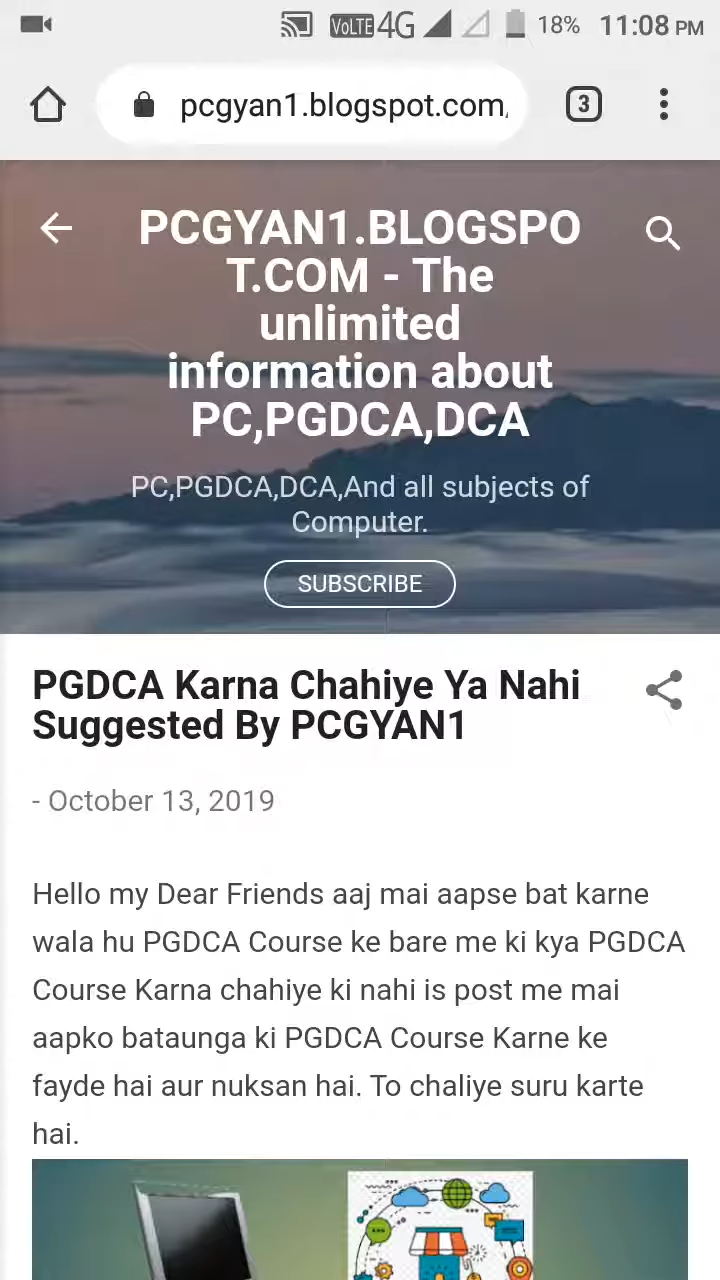 VoLTE 4G 18% 11:08 PM
pcgyan1.blogspot.com, 3
PCGYAN1.BLOGSPO
T.COM - The
unlimited
information about
PC,PGDCA,DCA
PC,PGDCA,DCA,And all subjects of
Computer.
SUBSCRIBE
PGDCA Karna Chahiye Ya Nahi
Suggested By PCGYAN1
- October 13, 2019
Hello my Dear Friends aaj mai aapse bat karne
wala hu PGDCA Course ke bare me ki kya PGDCA
Course Karna chahiye ki nahi is post me mai
aapko bataunga ki PGDCA Course Karne ke
fayde hai aur nuksan hai. To chaliye suru karte
hai.